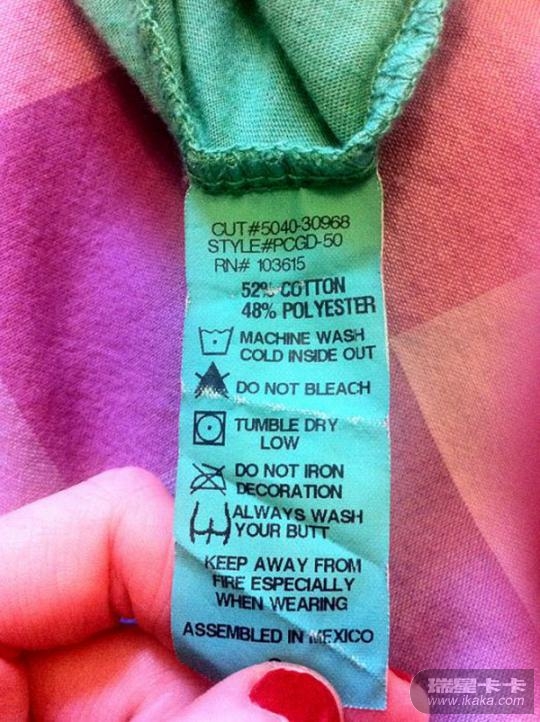 CUT#5040-30968
STYLE#PCGD-50
RN# 103615
52% COTTON
48% POLYESTER
MACHINE WASH
COLD INSIDE OUT
DO NOT BLEACH
TUMBLE DRY
LOW
DO NOT IRON
DECORATION
ALWAYS WASH
YOUR BUTT
KEEP AWAY FROM
FIRE ESPECIALLY
WHEN WEARING
ASSEMBLED IN MEXICO
瑞星卡卡
www.ikaka.com